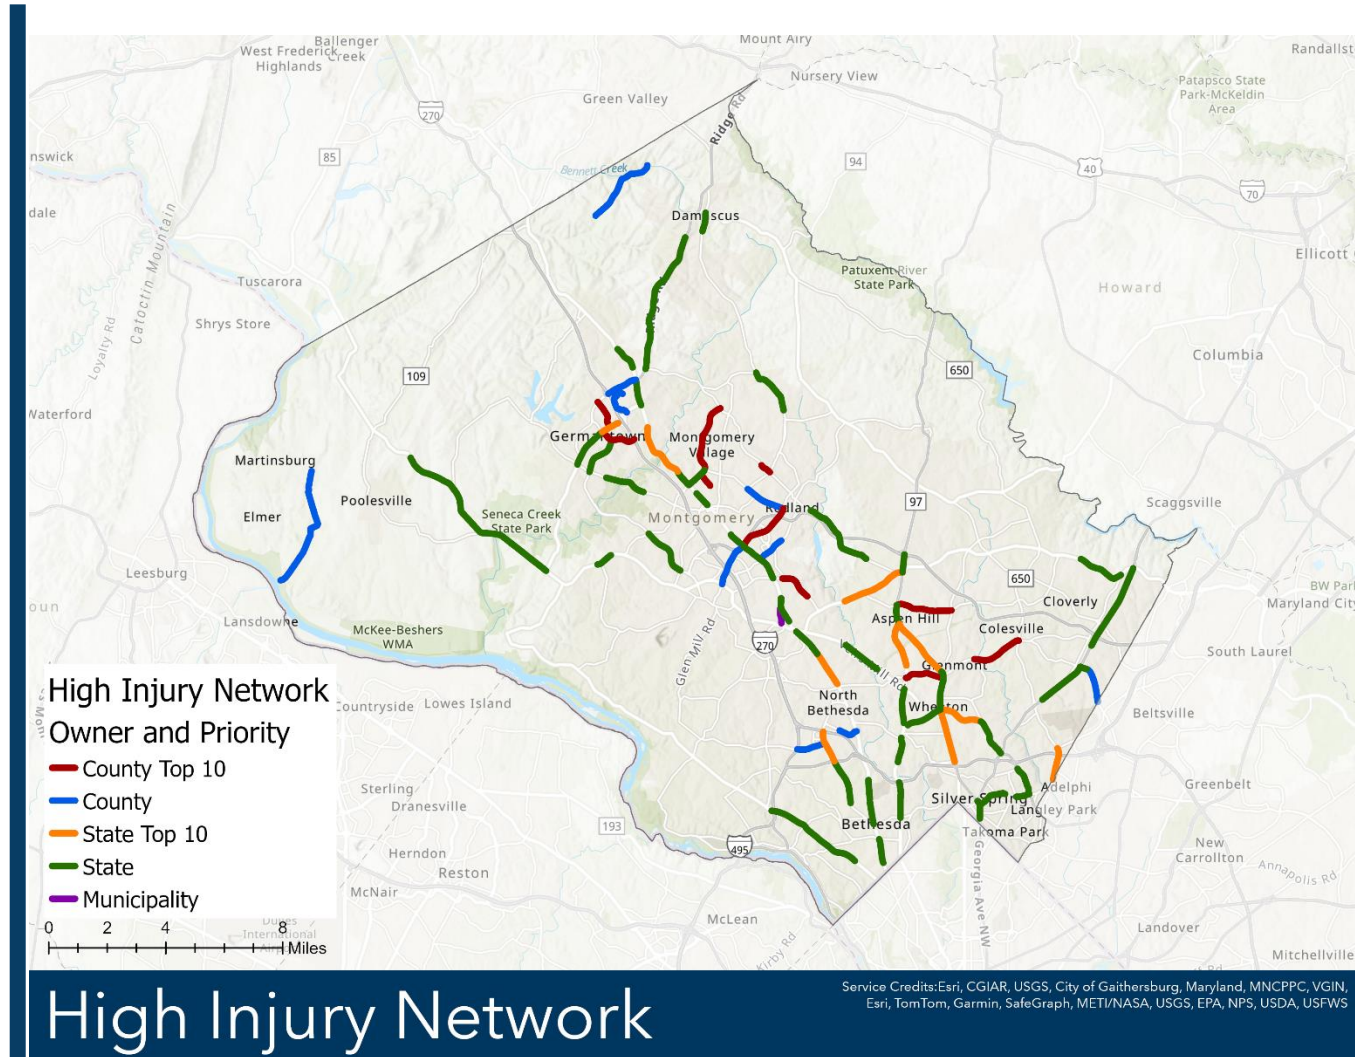 Mount Airy
Ballenger
Creek
West Frederick
Highlands
Randallst
Nursery View
Patapsco State
Park-McKeldin
Area
Green Valley
270
Ridge Rd
85
94
40
70
nswick
Bennett Creek
dale
Damascus
Catoctin Mountain
Ellicott
Tuscarora
Patuxent River
State Park
Howard
Shrys Store
Loyalty Rd
Columbia
109
650
Waterford
Germantown
Montgomery
Village
Martinsburg
Poolesville
97
Scaggsville
Elmer
Seneca Creek
State Park
Montgomery
Redland
Leesburg
650
BW Park
Maryland City
oun
Cloverly
Lansdowne
McKee-Beshers
WMA
Aspen Hill
Colesville
270
South Laurel
Glenmont
North
Bethesda
Wheaton
Beltsville
High Injury Network
Owner and Priority
County Top 10
County
State Top 10
State
Municipality
Countryside
Lowes Island
Sterling
Dranesville
193
495
Herndon
Reston
McNair
McLean
Kirby Rd
Bethesda
Silver Spring
Adelphi
Langley Park
Takoma Park
Greenbelt
Georgia Ave NW
New
Carrollton
Annapolis Rd
Landover
Mitchellville
Dulles
International
0 2 4 8
Miles
High Injury Network
Service Credits:Esri, CGIAR, USGS, City of Gaithersburg, Maryland, MNCPPC, VGIN,
Esri, TomTom, Garmin, SafeGraph, METI/NASA, USGS, EPA, NPS, USDA, USFWS